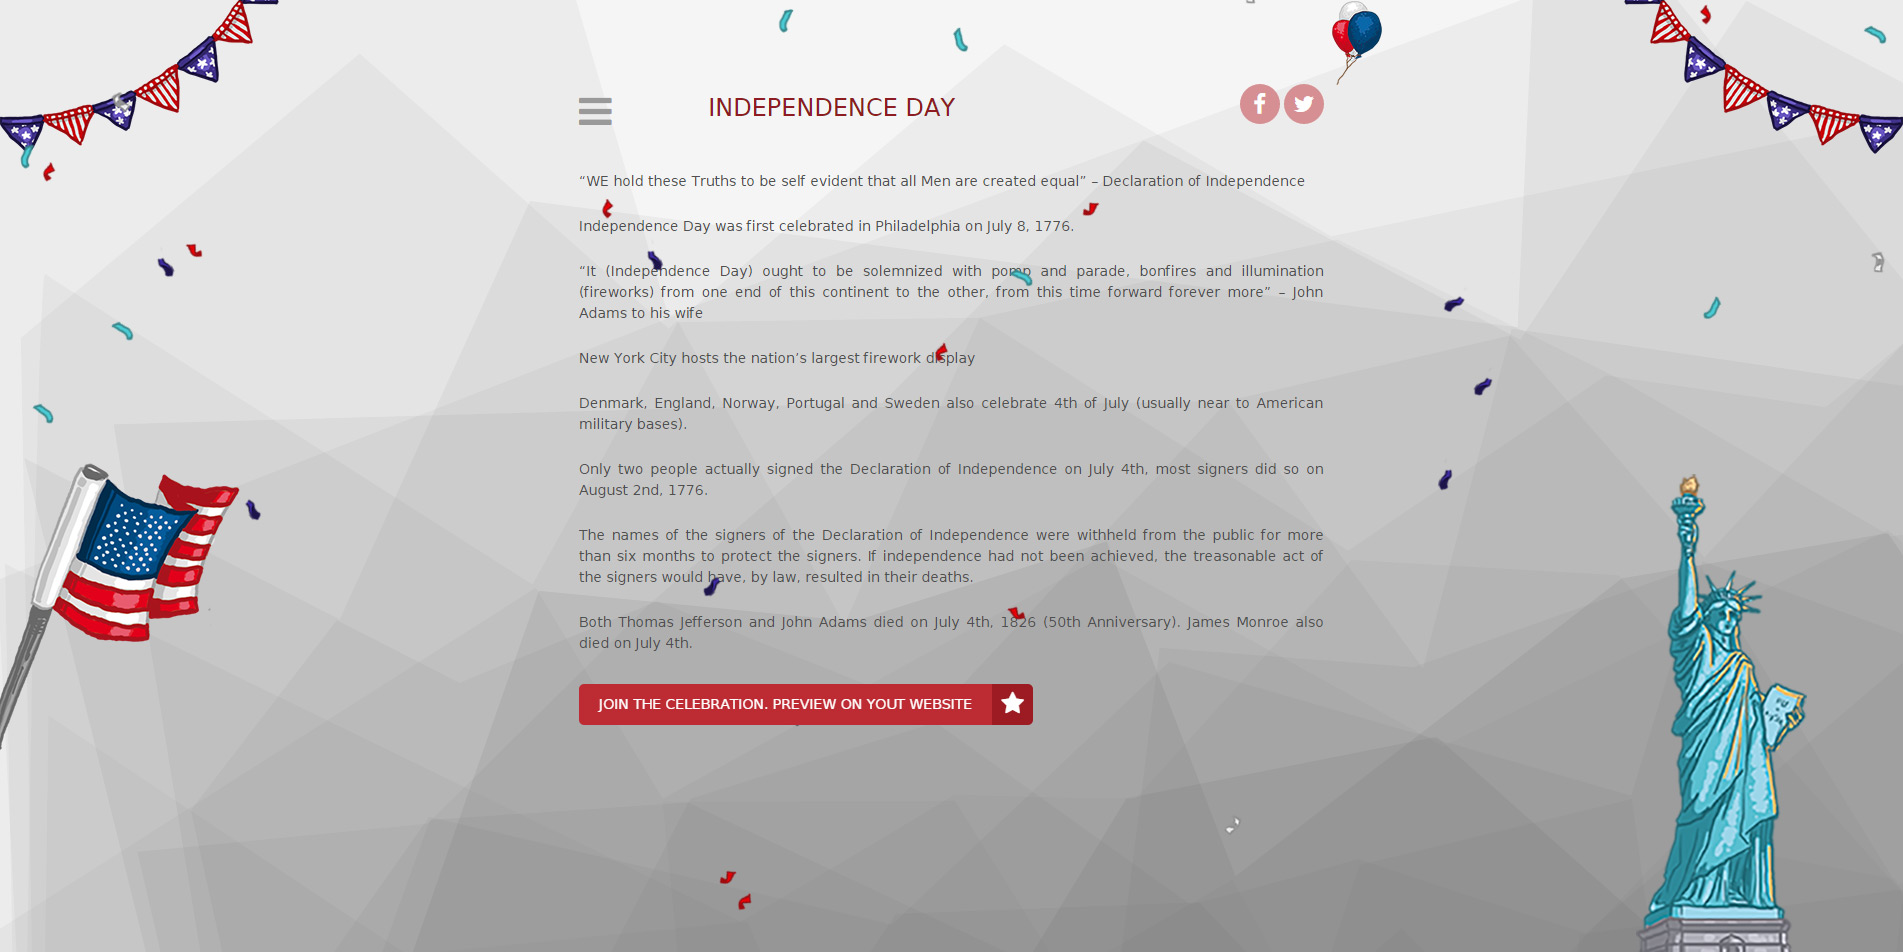 INDEPENDENCE DAY
“WE hold these Truths to be self evident that all Men are created equal” – Declaration of Independence
Independence Day was first celebrated in Philadelphia on July 8, 1776.
“It (Independence Day) ought to be solemnized with pomp and parade, bonfires and illumination
(fireworks) from one end of this continent to the other, from this time forward forever more” – John
Adams to his wife
New York City hosts the nation’s largest firework display
Denmark, England, Norway, Portugal and Sweden also celebrate 4th of July (usually near to American
military bases).
Only two people actually signed the Declaration of Independence on July 4th, most signers did so on
August 2nd, 1776.
The names of the signers of the Declaration of Independence were withheld from the public for more
than six months to protect the signers. If independence had not been achieved, the treasonable act of
the signers would have, by law, resulted in their deaths.
Both Thomas Jefferson and John Adams died on July 4th, 1826 (50th Anniversary). James Monroe also
died on July 4th.
JOIN THE CELEBRATION. PREVIEW ON YOUT WEBSITE